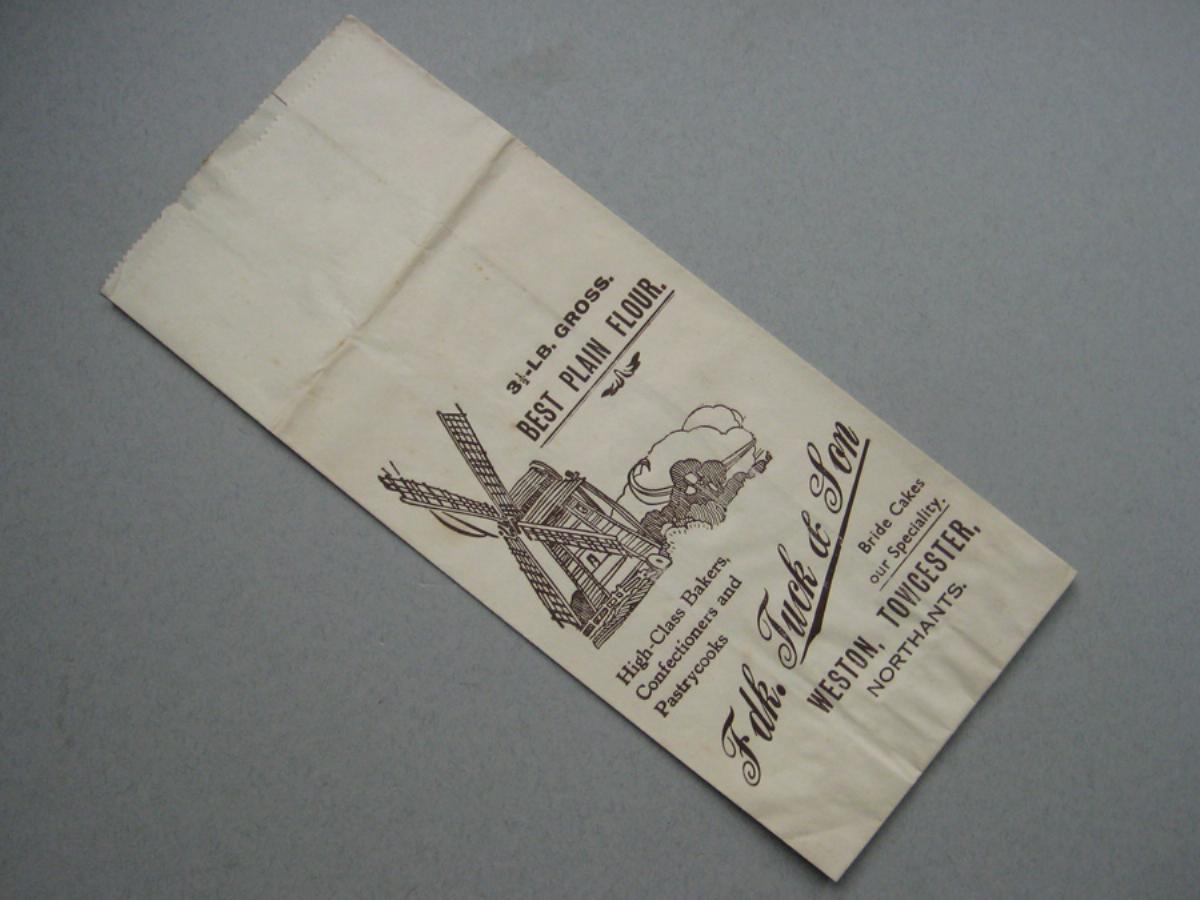 3½-LB. GROSS.
BEST PLAIN FLOUR.
High-Class Bakers,
Confectioners and
Pastrycooks
Fdk. Tuck & Son
Bride Cakes
our Speciality.
WESTON, TOWCESTER,
NORTHANTS.